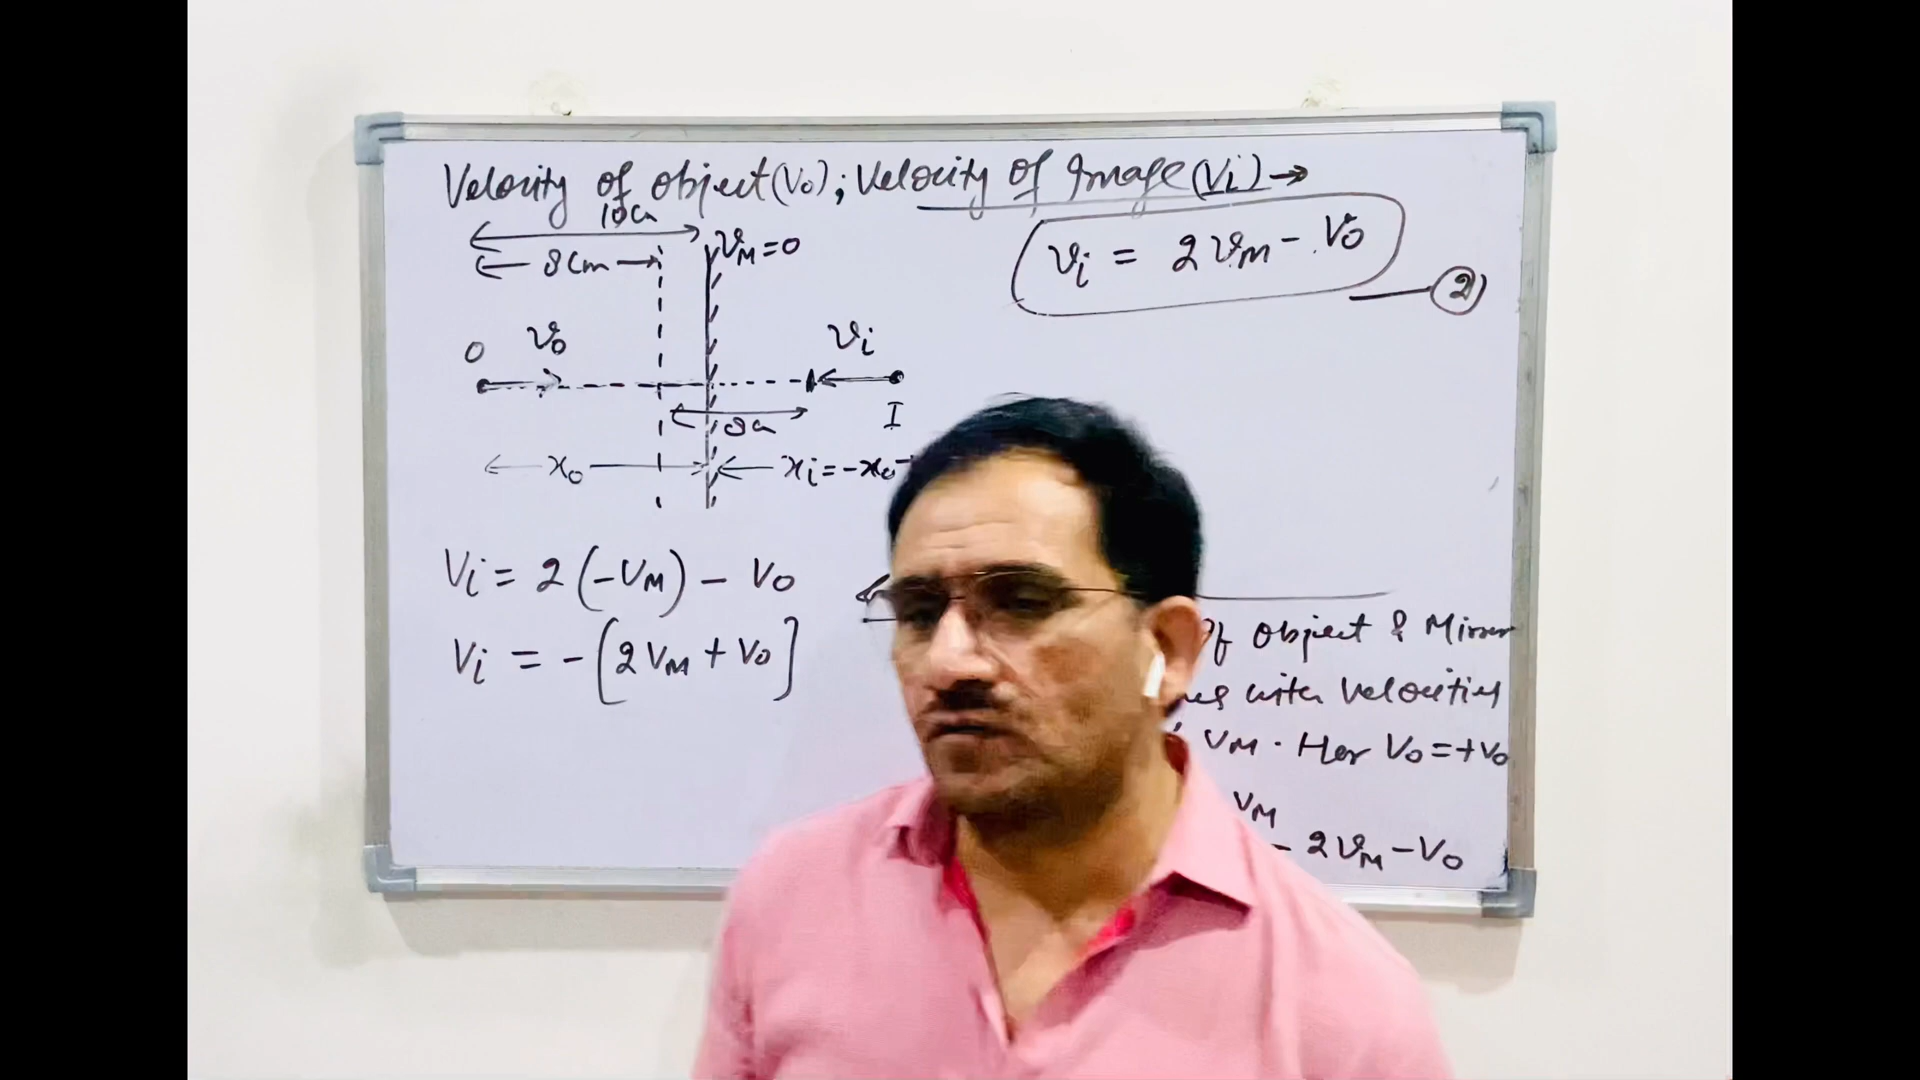 Velocity of object(V₀); Velocity of Image(Vᵢ)→
10cm
8cm
v_M=0
vᵢ = 2v_m - V₀
2
O
v₀
vᵢ
I
8cm
x₀
xᵢ=-x₀
Vᵢ = 2(-V_M) - V₀
Vᵢ = -[2V_M + V₀]
of Object & Mirror
with Velocities
V_M. Her V₀=+V₀
V_M
- 2v_M - V₀